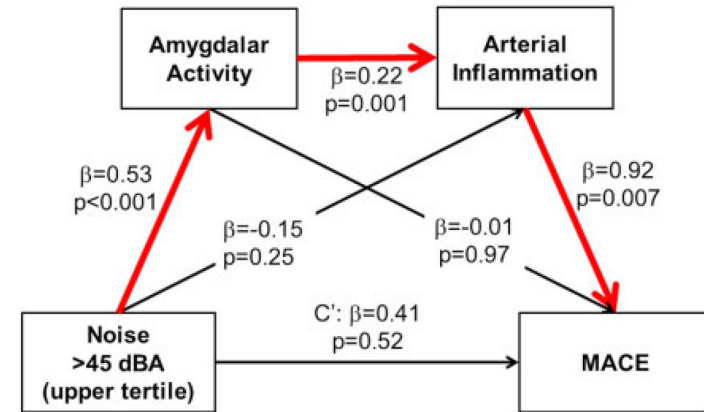 Amygdalar
Activity
Arterial
Inflammation
β=0.22
p=0.001
β=0.53
p<0.001
β=0.92
p=0.007
β=-0.15
p=0.25
β=-0.01
p=0.97
Noise
>45 dBA
(upper tertile)
C’: β=0.41
p=0.52
MACE